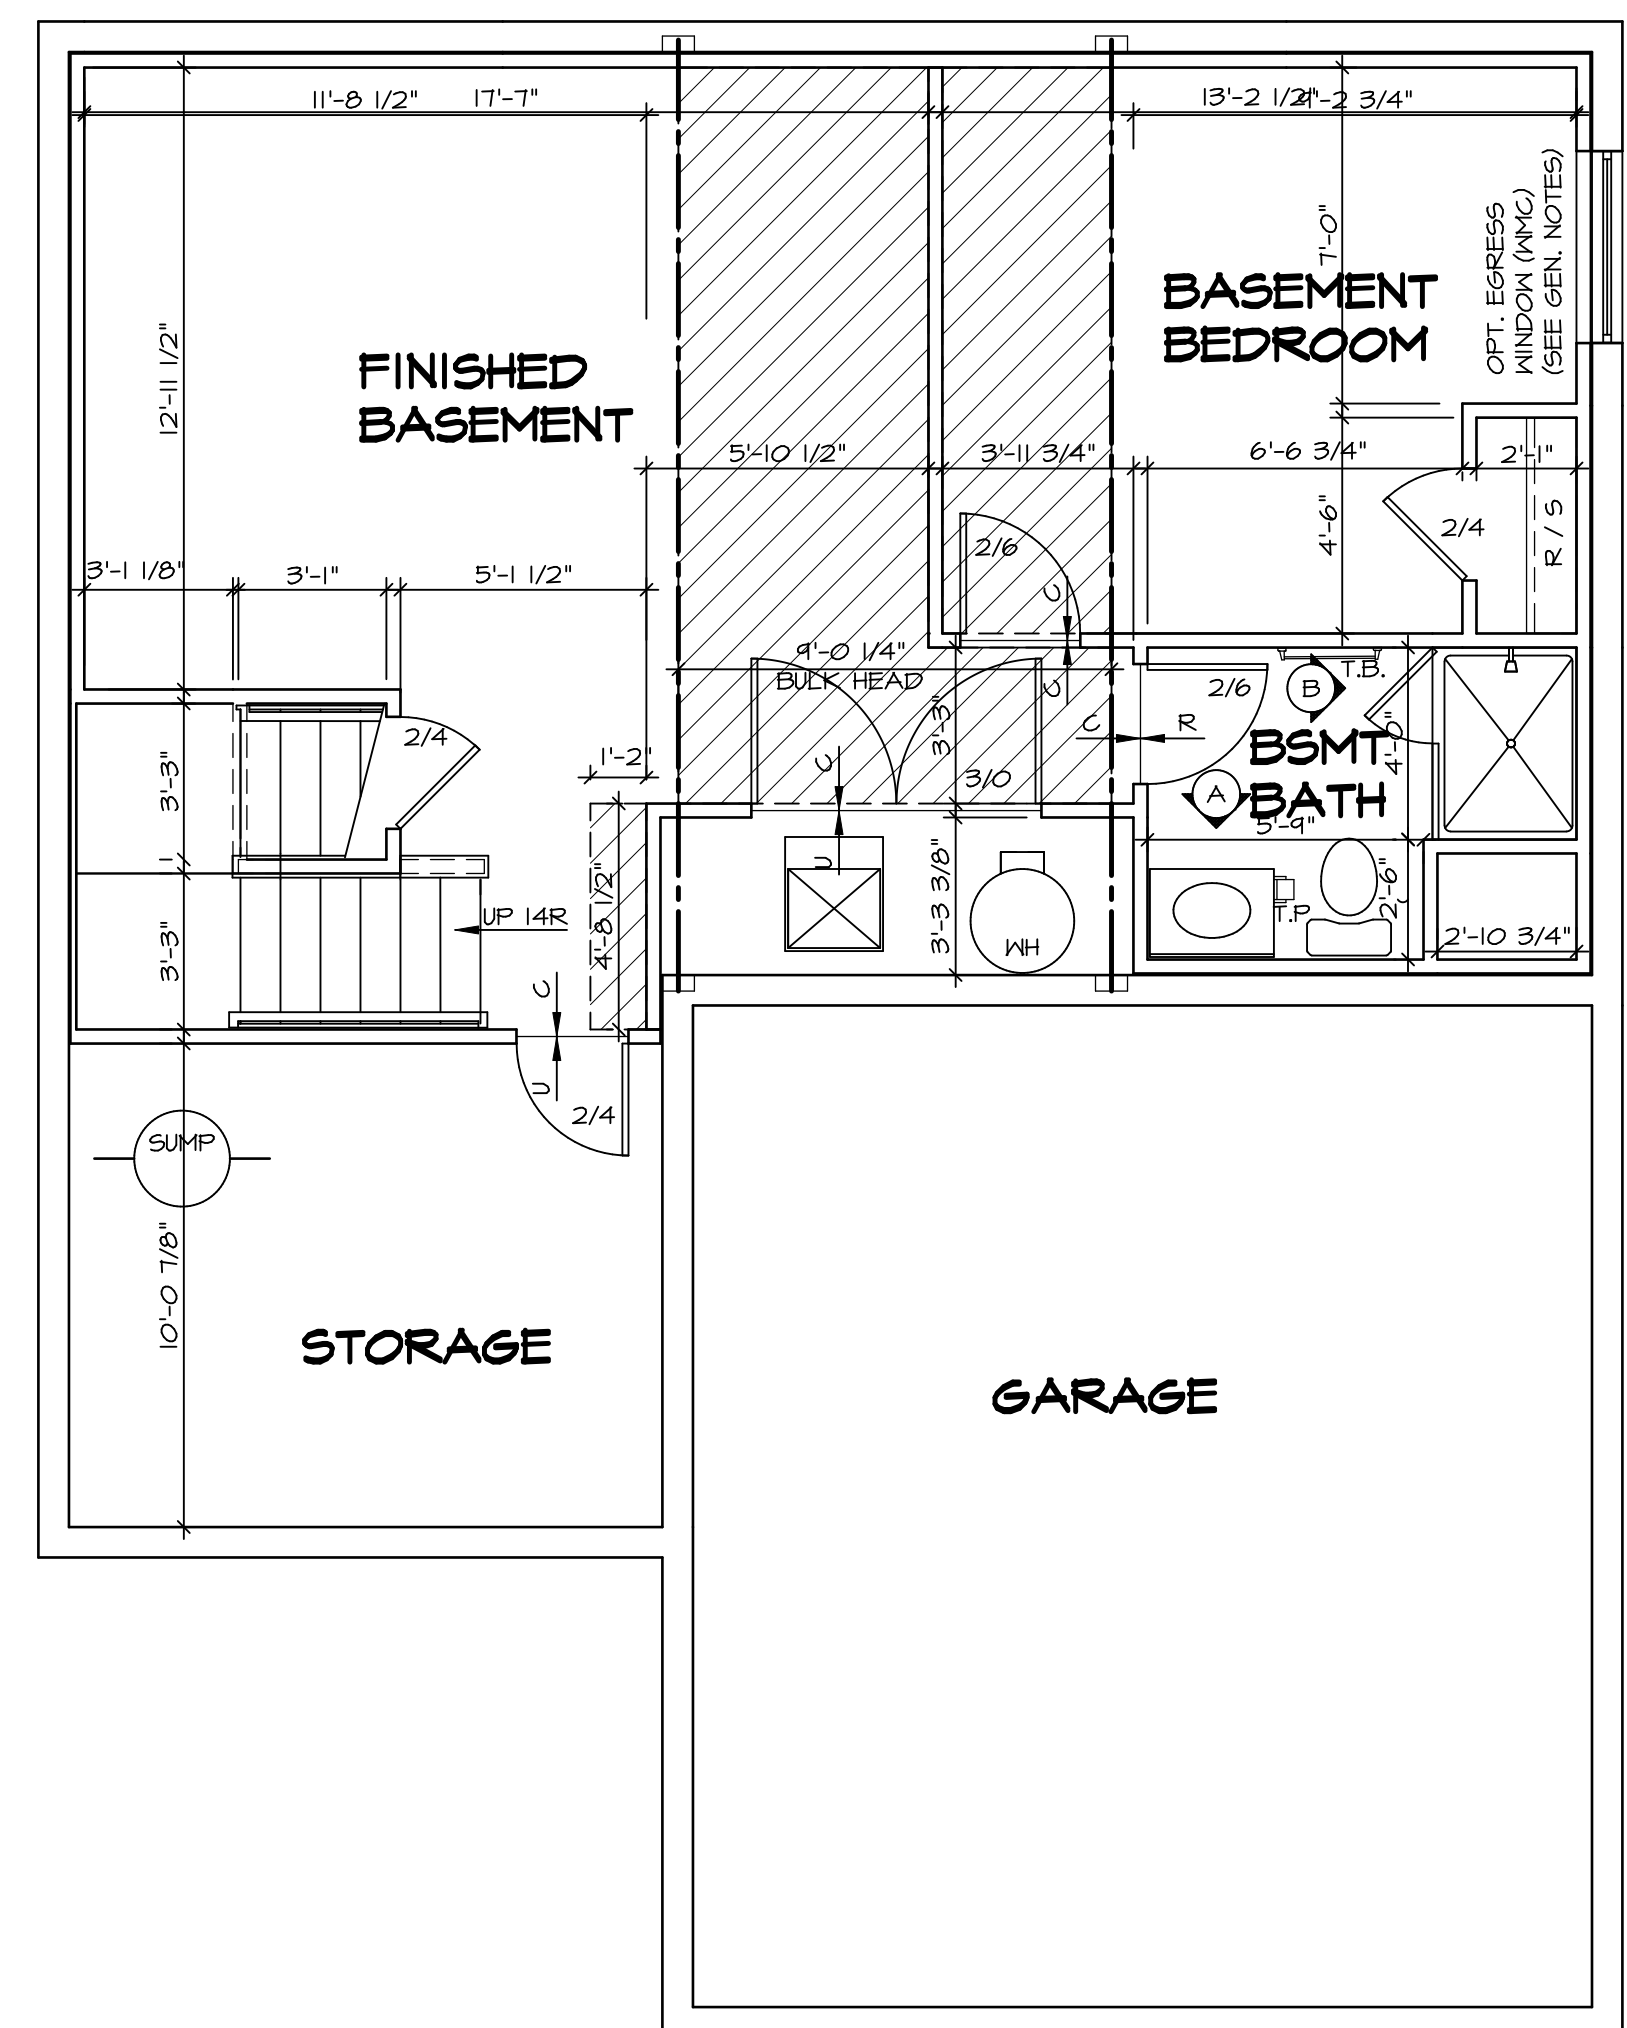 11'-8 1/2"
17'-7"
13'-2 1/2"
9'-2 3/4"
7'-0"
OPT. EGRESS
WINDOW (WMC)
(SEE GEN. NOTES)
BASEMENT
BEDROOM
12'-11 1/2"
FINISHED
BASEMENT
5'-10 1/2"
3'-11 3/4"
6'-6 3/4"
2'-1"
4'-6"
2/4
R / S
2/6
C
3'-1 1/8"
3'-1"
5'-1 1/2"
9'-0 1/4"
BULK HEAD
C
2/6
B
T.B.
3'-3"
C
R
4'-0"
BSMT
BATH
2/4
1'-2"
C
3/0
A
3'-3"
5'-9"
U
4'-8 1/2"
3'-3 3/8"
2'-6"
UP 14R
T.P
3'-3"
WH
2'-10 3/4"
C
U
2/4
SUMP
10'-0 7/8"
STORAGE
GARAGE